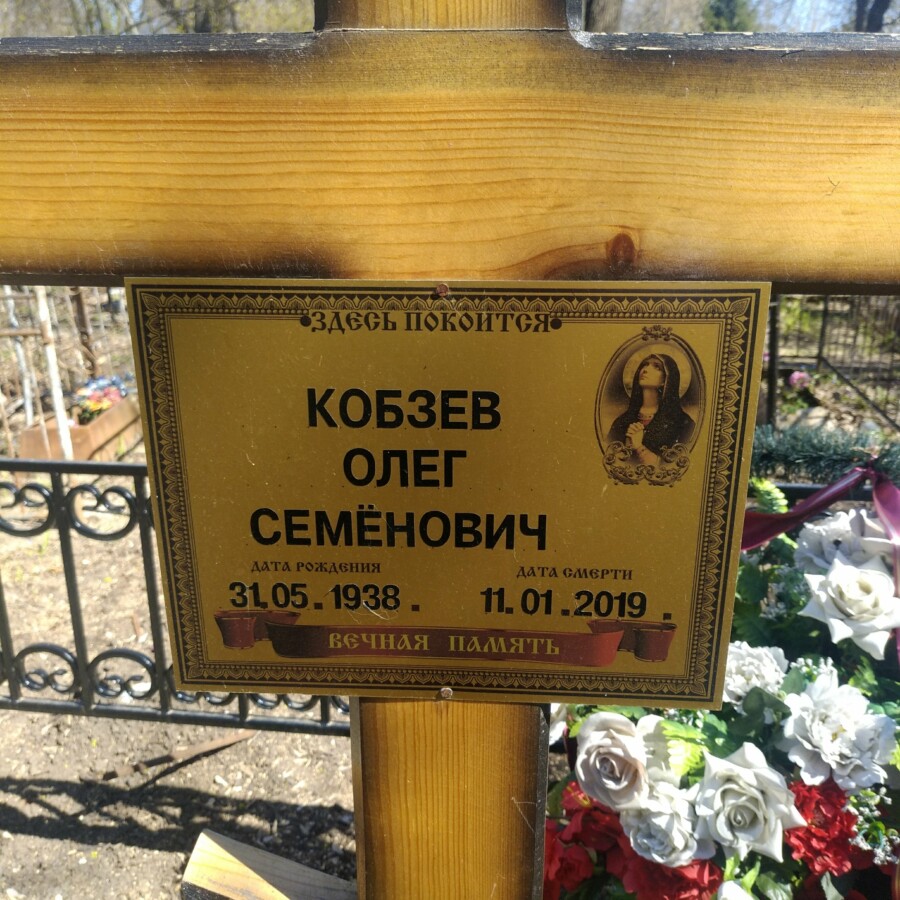 ЗДЕСЬ ПОКОИТСЯ
КОБЗЕВ
ОЛЕГ
СЕМЁНОВИЧ
ДАТА РОЖДЕНИЯ ДАТА СМЕРТИ
31.05.1938. 11.01.2019.
ВЕЧНАЯ ПАМЯТЬ